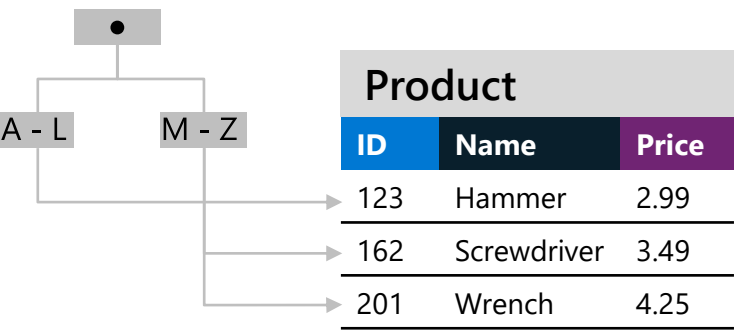 A - L
M - Z
Product
ID Name Price
123 Hammer 2.99
162 Screwdriver 3.49
201 Wrench 4.25